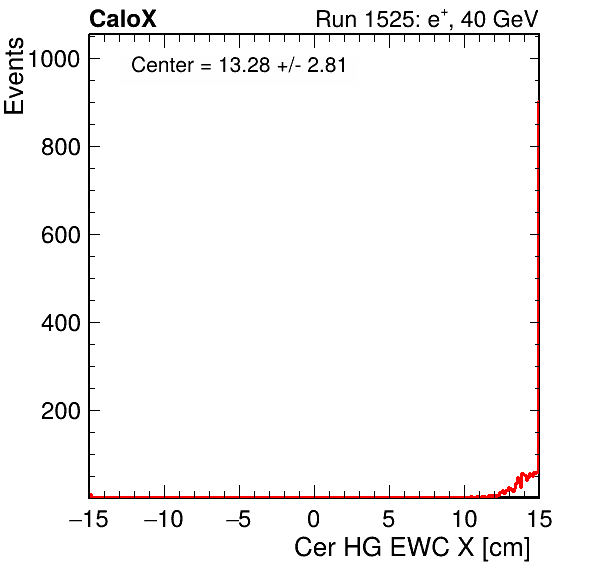 CaloX Run 1525: e⁺, 40 GeV
Center = 13.28 +/- 2.81
Events
1000
800
600
400
200
−15 −10 −5 0 5 10 15
Cer HG EWC X [cm]